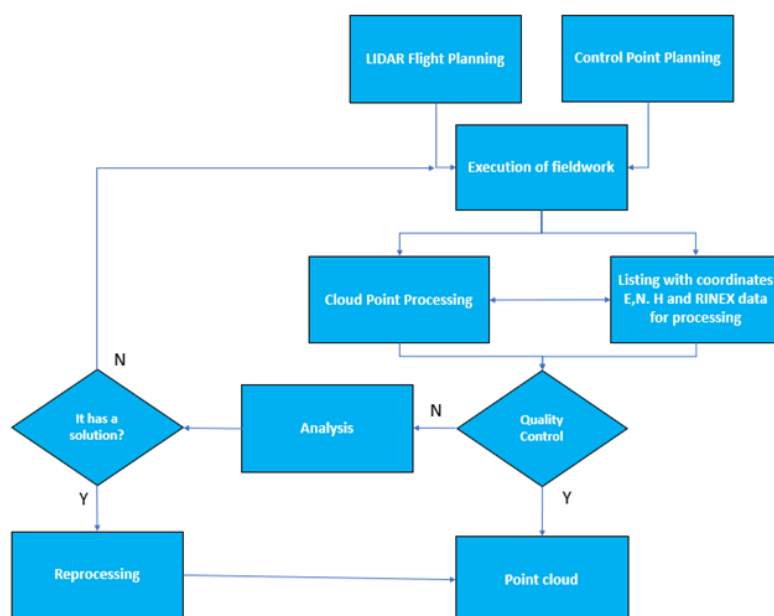 LIDAR Flight Planning
Control Point Planning
Execution of fieldwork
Cloud Point Processing
Listing with coordinates
E,N. H and RINEX data
for processing
N
It has a
solution?
Analysis
N
Quality
Control
Y
Y
Reprocessing
Point cloud